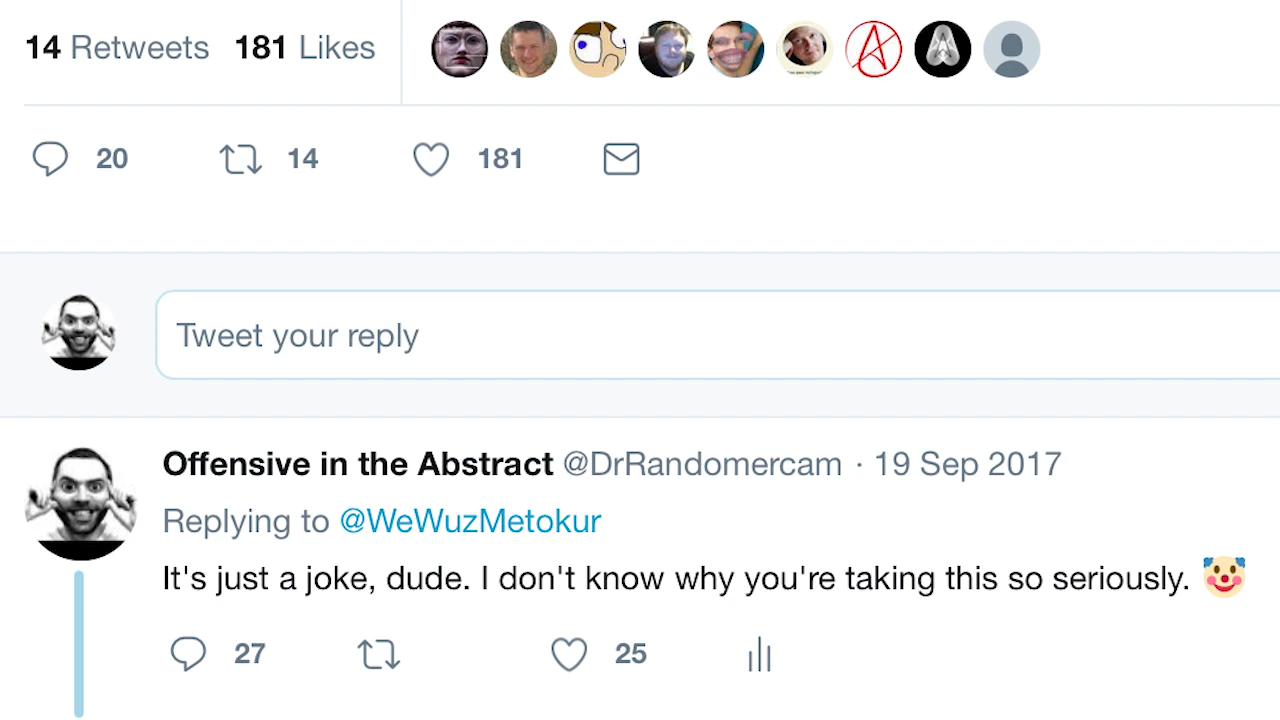 14 Retweets 181 Likes
20 14 181
Tweet your reply
Offensive in the Abstract @DrRandomercam · 19 Sep 2017
Replying to @WeWuzMetokur
It's just a joke, dude. I don't know why you're taking this so seriously. 🤡
27 25